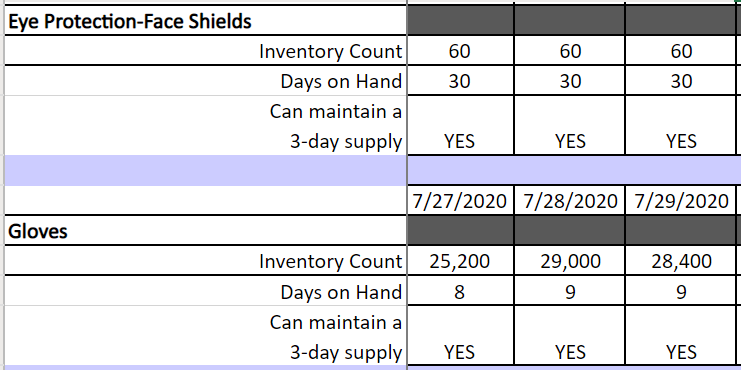 Eye Protection-Face Shields
Inventory Count 60 60 60
Days on Hand 30 30 30
Can maintain a
3-day supply YES YES YES
7/27/2020 7/28/2020 7/29/2020
Gloves
Inventory Count 25,200 29,000 28,400
Days on Hand 8 9 9
Can maintain a
3-day supply YES YES YES